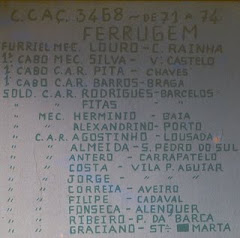 C.CAÇ. 3468 - DE 71 A 74
FERRUGEM
FURRIEL MEC. LOURO - C. RAINHA
1º CABO MEC. SILVA - V. CASTELO
1º CABO C.A.R. PITA - CHAVES
1º CABO C.A.R. BARROS - BRAGA
SOLD. C.A.R. RODRIGUES - BARCELOS
" " FITAS
" MEC. HERMINIO - BAIA
" " ALEXANDRINO - PORTO
" C.A.R. AGOSTINHO - LOUSADA
" " ALMEIDA - S. PEDRO DO SUL
" " ANTERO - CARRAPATELO
" " COSTA - VILA P. AGUIAR
" " JORGE - " "
" " CORREIA - AVEIRO
" " FILIPE - CADAVAL
" " FONSECA - ALENQUER
" " RIBEIRO - P. DA BARCA
" " GRACIANO - STª MARTA